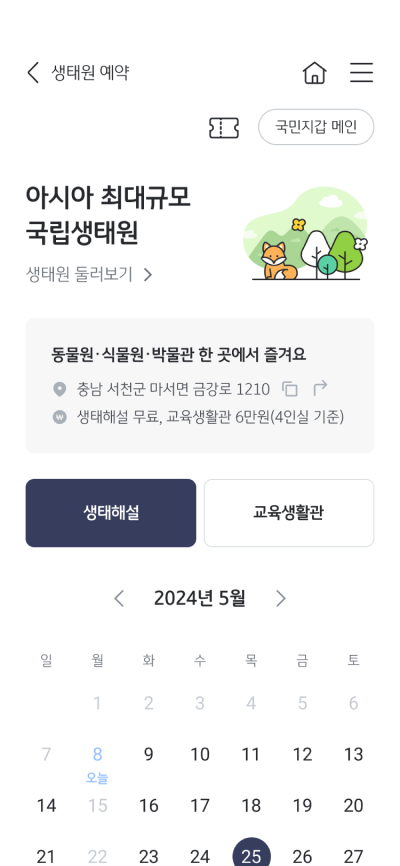 생태원 예약
국민지갑 메인
아시아 최대규모
국립생태원
생태원 둘러보기
동물원·식물원·박물관 한 곳에서 즐겨요
충남 서천군 마서면 금강로 1210
생태해설 무료, 교육생활관 6만원(4인실 기준)
생태해설 교육생활관
2024년 5월
일 월 화 수 목 금 토
1 2 3 4 5 6
7 8 9 10 11 12 13
오늘
14 15 16 17 18 19 20
21 22 23 24 25 26 27